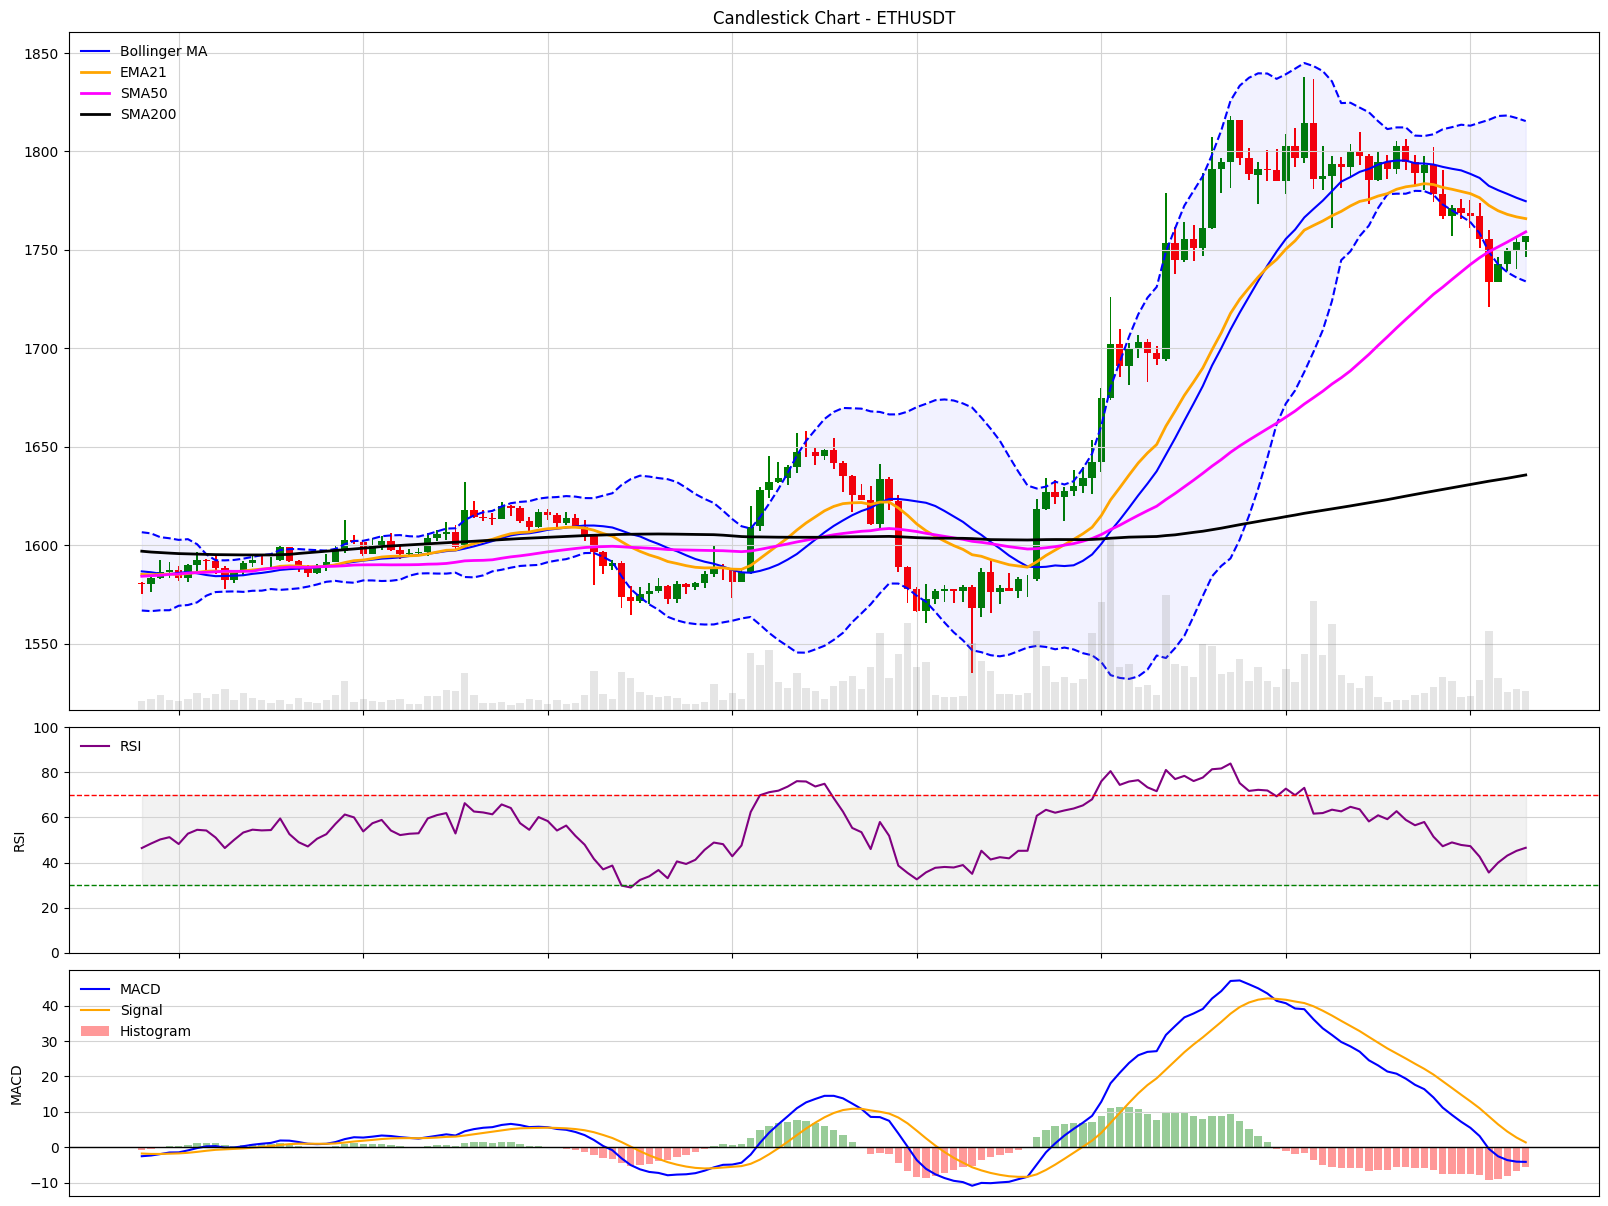 Candlestick Chart - ETHUSDT
Bollinger MA
EMA21
SMA50
SMA200
1850
1800
1750
1700
1650
1600
1550
RSI
100
80
60
40
20
0
RSI
MACD
Signal
Histogram
40
30
20
10
0
−10
MACD